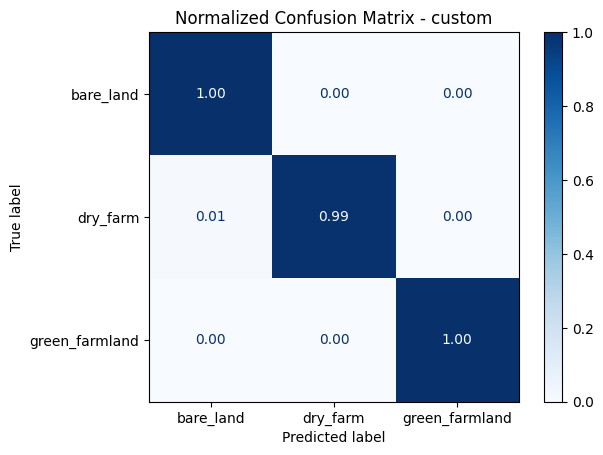 Normalized Confusion Matrix - custom
True label
bare_land
1.00 0.00 0.00
dry_farm
0.01 0.99 0.00
green_farmland
0.00 0.00 1.00
bare_land dry_farm green_farmland
Predicted label
1.0
0.8
0.6
0.4
0.2
0.0